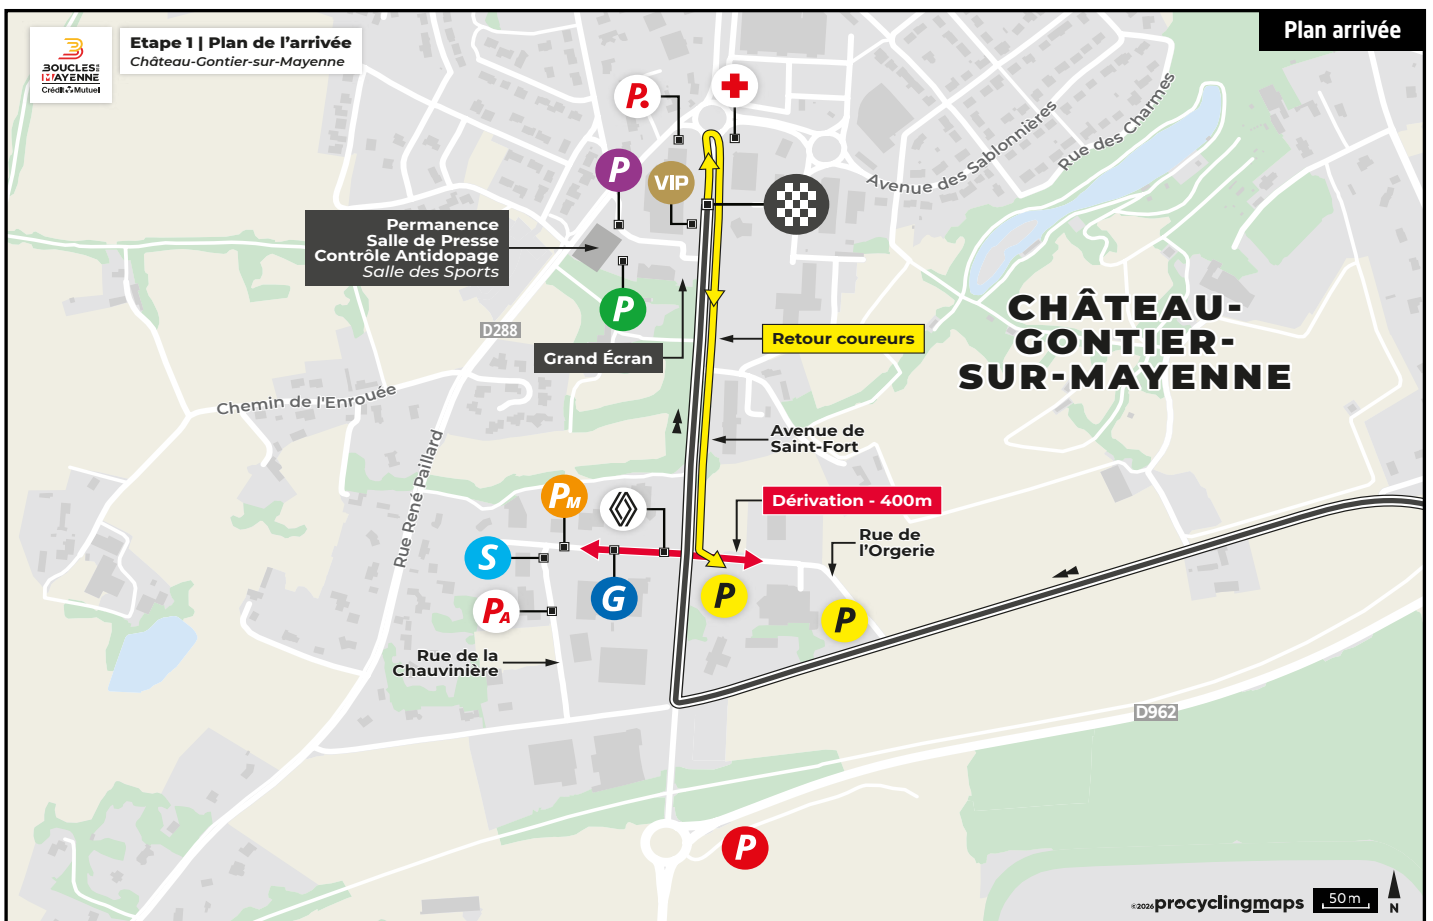 Plan arrivée
BOUCLES DE LA
MAYENNE
Crédit Mutuel
Etape 1 | Plan de l'arrivée
Château-Gontier-sur-Mayenne
P.
P
VIP
Permanence
Salle de Presse
Contrôle Antidopage
Salle des Sports
P
Avenue des Sablonnières
Rue des Charmes
CHÂTEAU-
GONTIER-
SUR-MAYENNE
D288
Grand Écran
Retour coureurs
Chemin de l'Enrouée
Rue René Paillard
Avenue de
Saint-Fort
PM
Dérivation - 400m
S
Rue de
l'Orgerie
G
P
P
PA
Rue de la
Chauvinière
D962
P
©2026 procyclingmaps
50m
N